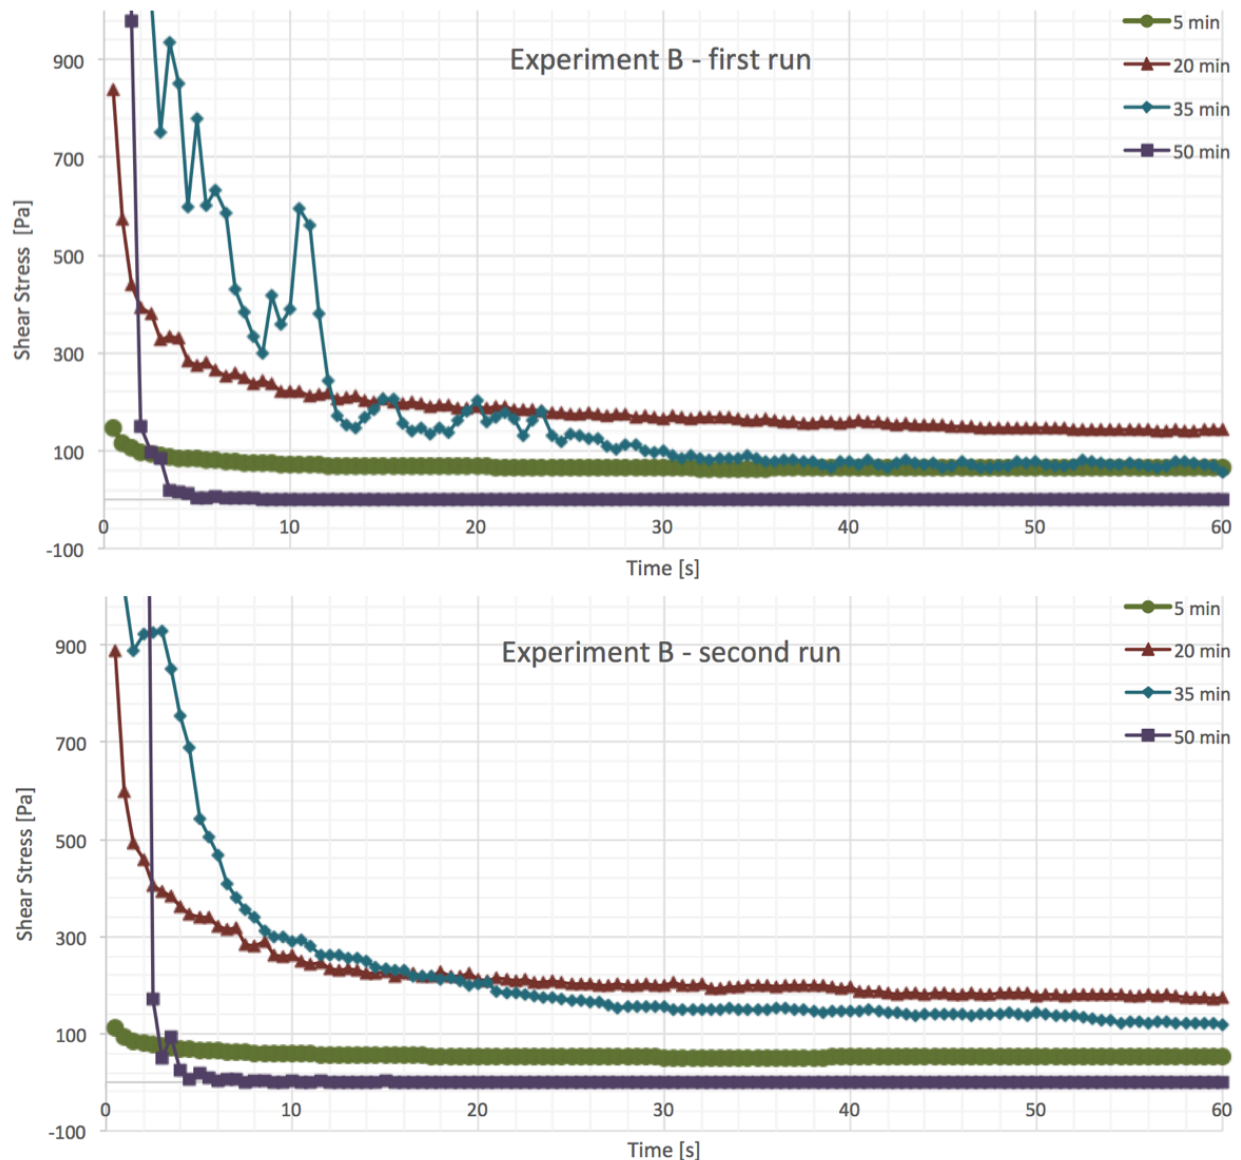 Experiment B - first run
5 min
20 min
35 min
50 min
Shear Stress [Pa]
900
700
500
300
100
-100
0 10 20 30 40 50 60
Time [s]
Experiment B - second run
5 min
20 min
35 min
50 min
Shear Stress [Pa]
900
700
500
300
100
-100
0 10 20 30 40 50 60
Time [s]